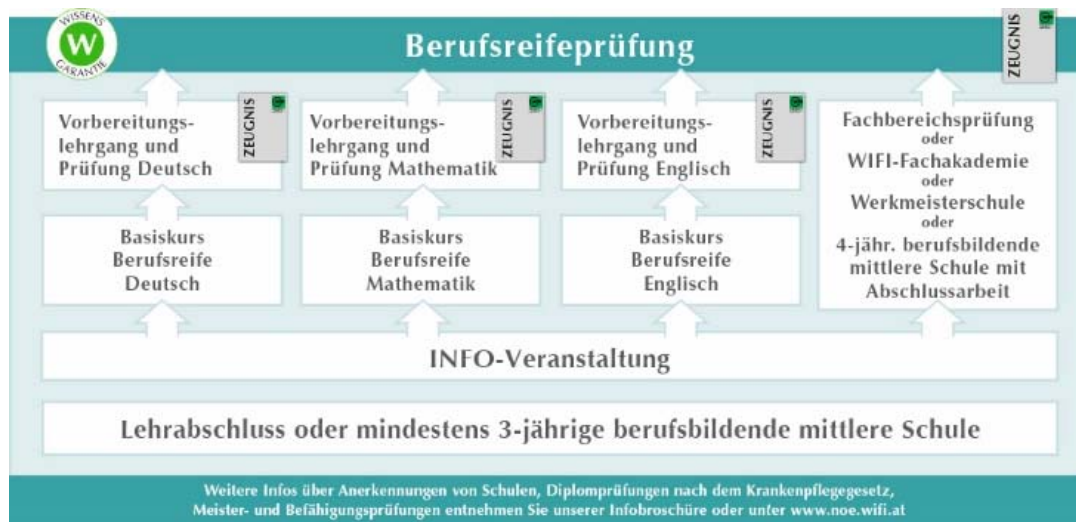 WISSENS
W
GARANTIE
Berufsreifeprüfung
ZEUGNIS
Vorbereitungs-
lehrgang und
Prüfung Deutsch
ZEUGNIS
Vorbereitungs-
lehrgang und
Prüfung Mathematik
ZEUGNIS
Vorbereitungs-
lehrgang und
Prüfung Englisch
ZEUGNIS
Fachbereichsprüfung
oder
WIFI-Fachakademie
oder
Werkmeisterschule
oder
4-jähr. berufsbildende
mittlere Schule mit
Abschlussarbeit
Basiskurs
Berufsreife
Deutsch
Basiskurs
Berufsreife
Mathematik
Basiskurs
Berufsreife
Englisch
INFO-Veranstaltung
Lehrabschluss oder mindestens 3-jährige berufsbildende mittlere Schule
Weitere Infos über Anerkennungen von Schulen, Diplomprüfungen nach dem Krankenpflegegesetz,
Meister- und Befähigungsprüfungen entnehmen Sie unserer Infobroschüre oder unter www.noe.wifi.at